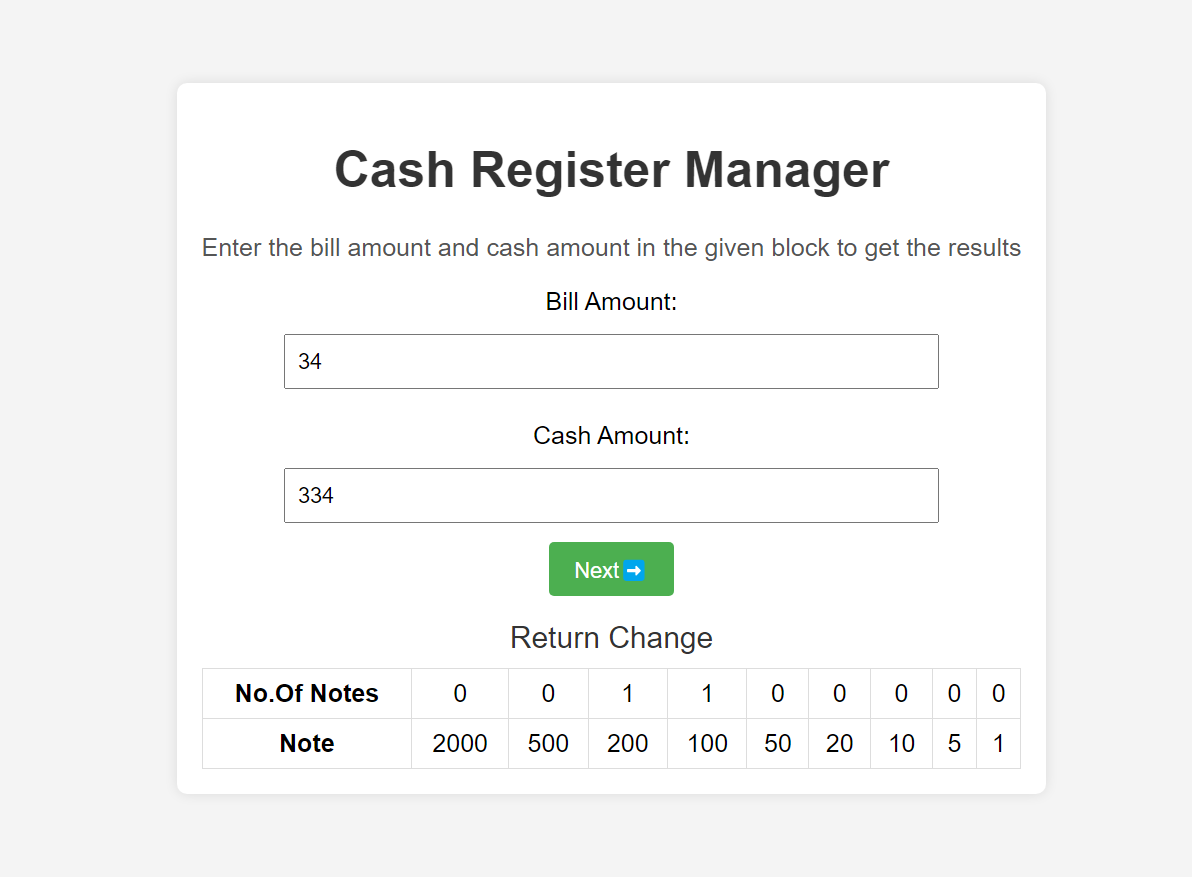 Cash Register Manager
Enter the bill amount and cash amount in the given block to get the results
Bill Amount:
34
Cash Amount:
334
Next➡️
Return Change
No.Of Notes 0 0 1 1 0 0 0 0 0
Note 2000 500 200 100 50 20 10 5 1